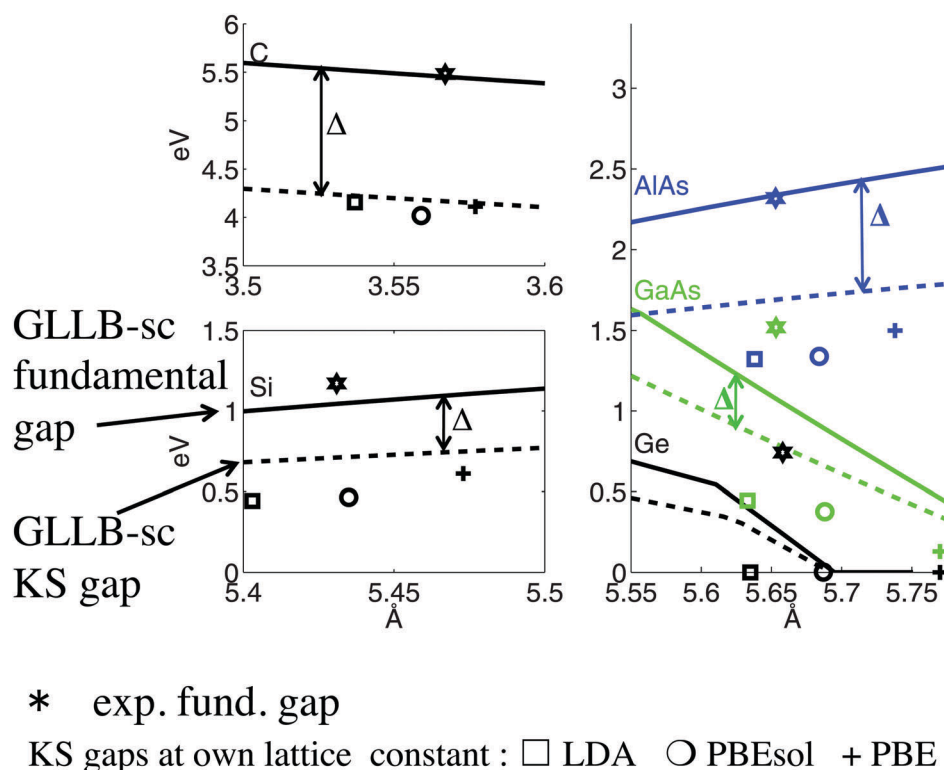 C
6
5.5
5
4.5
4
3.5
eV
Δ
3.5 3.55 3.6
GLLB-sc
fundamental
gap
GLLB-sc
KS gap
Si
1.5
1
0.5
0
eV
Δ
5.4 5.45 5.5
Å
3
2.5
2
1.5
1
0.5
0
AlAs
Δ
GaAs
Δ
Ge
5.55 5.6 5.65 5.7 5.75
Å
* exp. fund. gap
KS gaps at own lattice constant : □ LDA ○ PBEsol + PBE